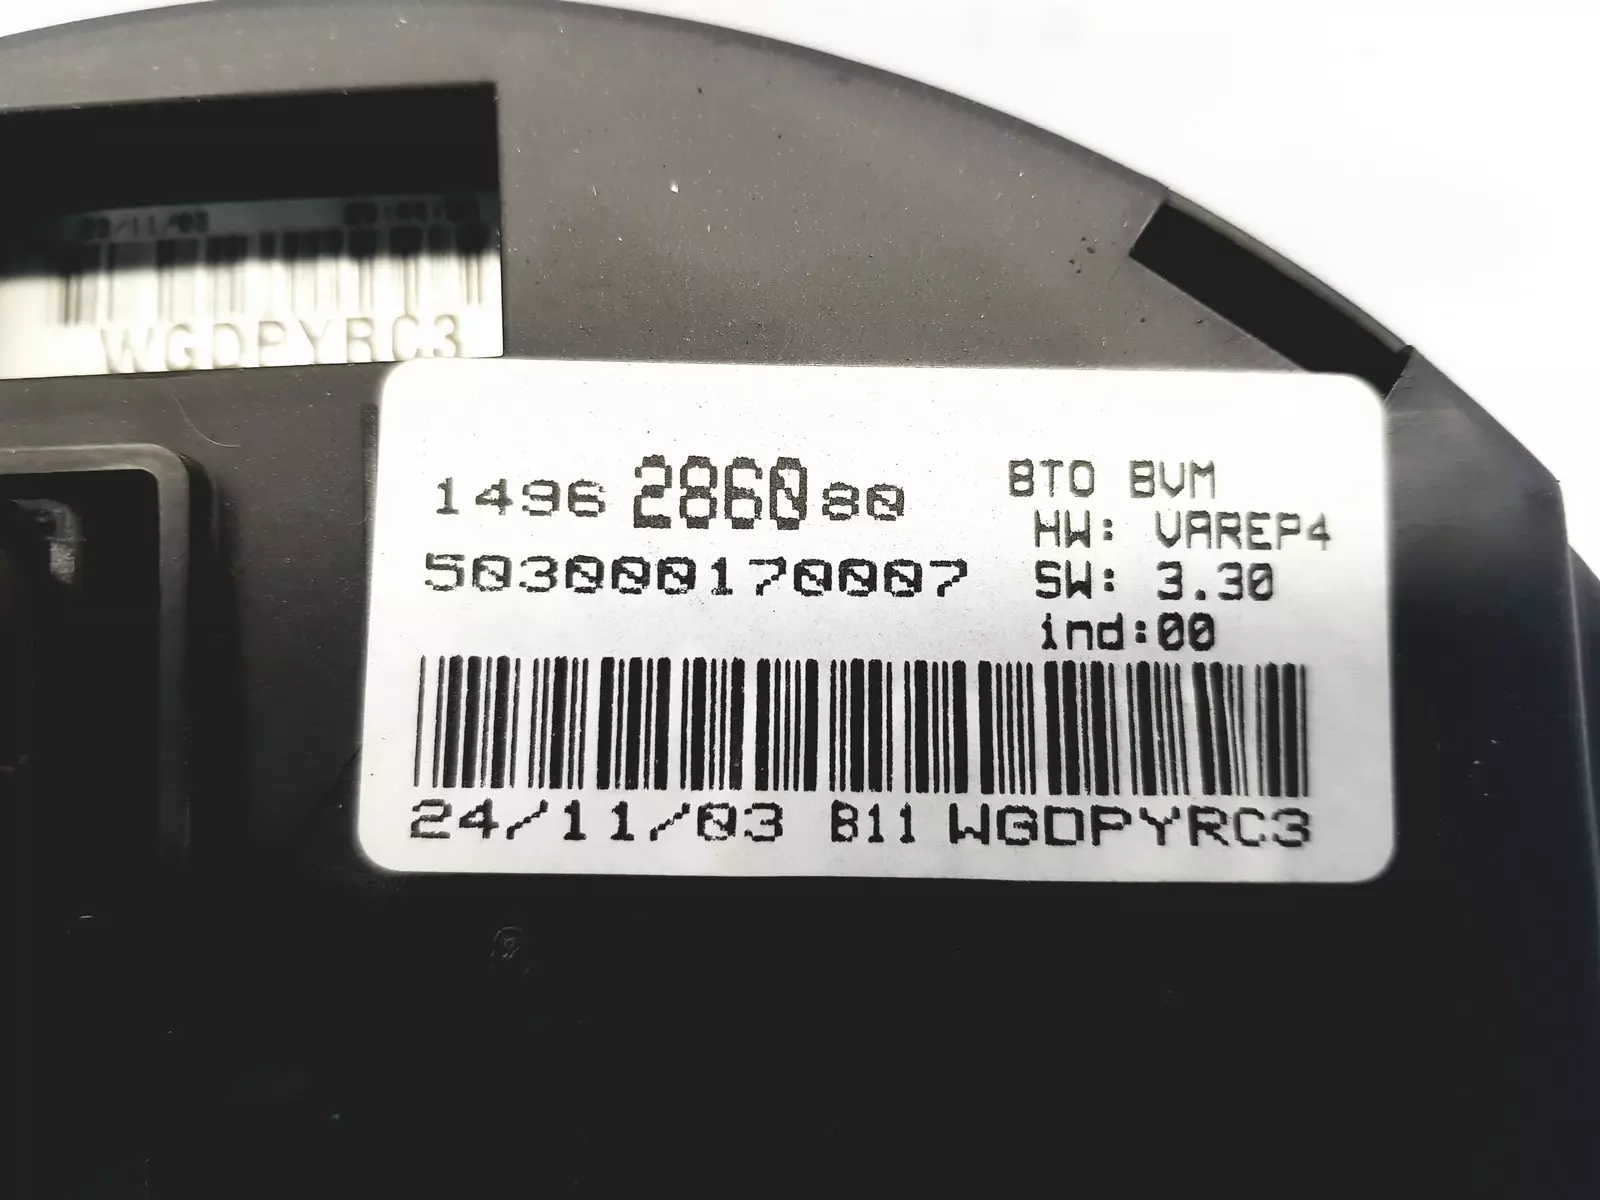 WGDPYRC3
1496 2860 80
BTO BVM
HW: VAREP4
503000170007
SW: 3.30
ind:00
24/11/03 B11 WGDPYRC3